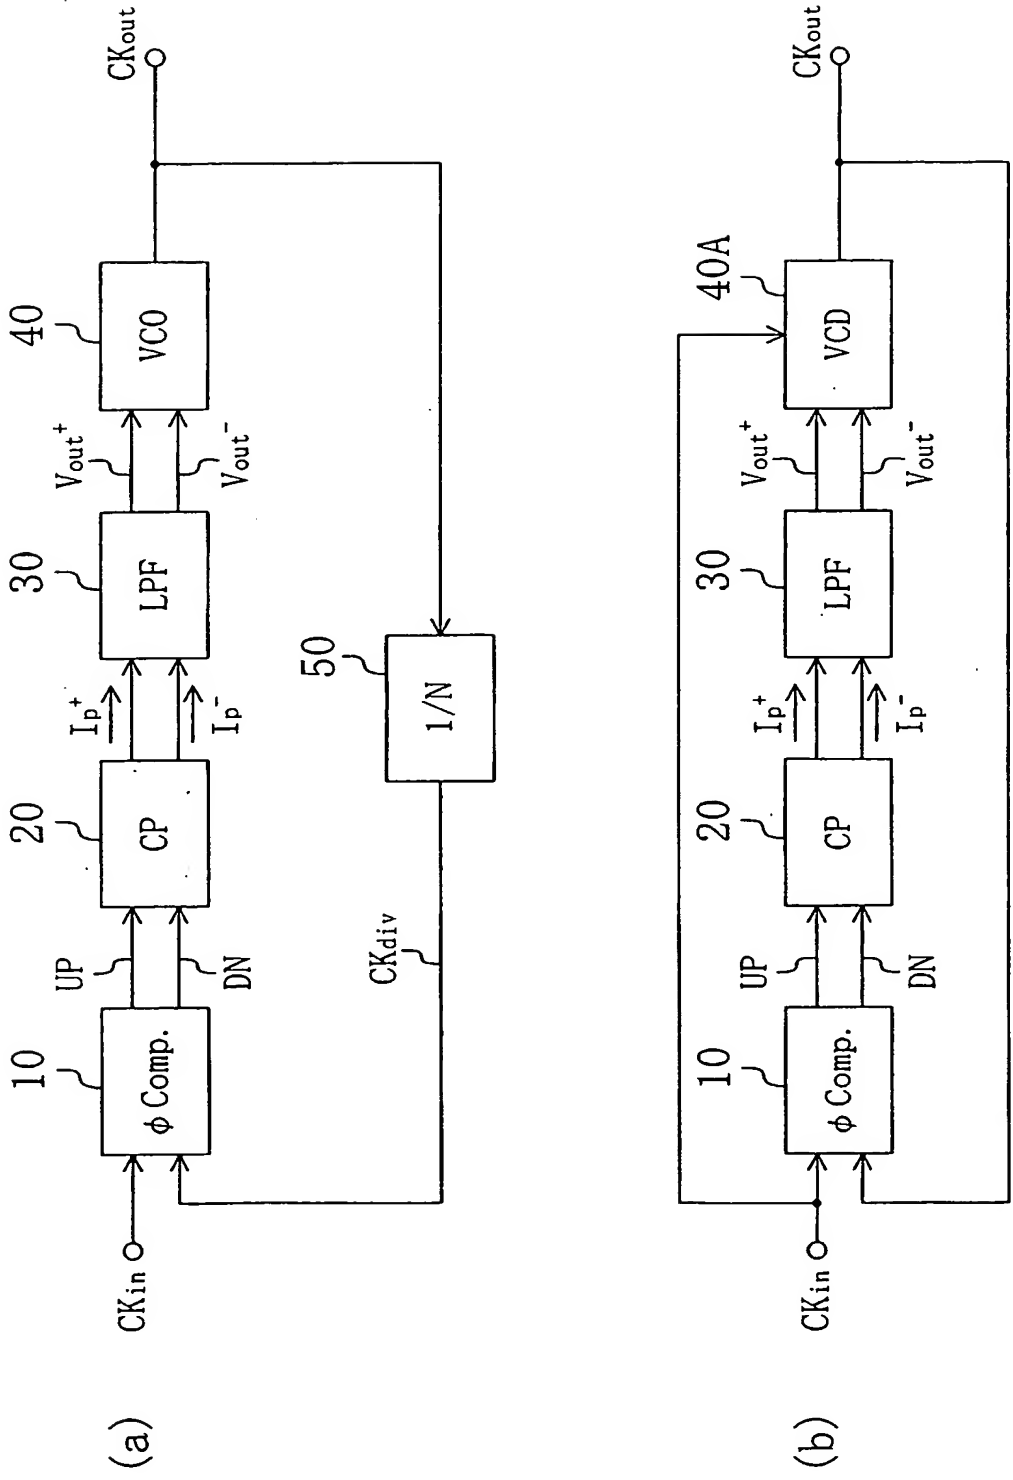 (a)
CKin
10
φ Comp.
UP
DN
20
CP
Ip+
Ip-
30
LPF
Vout+
Vout-
40
VCO
CKout
50
1/N
CKdiv
(b)
CKin
10
φ Comp.
UP
DN
20
CP
Ip+
Ip-
30
LPF
Vout+
Vout-
40A
VCD
CKout